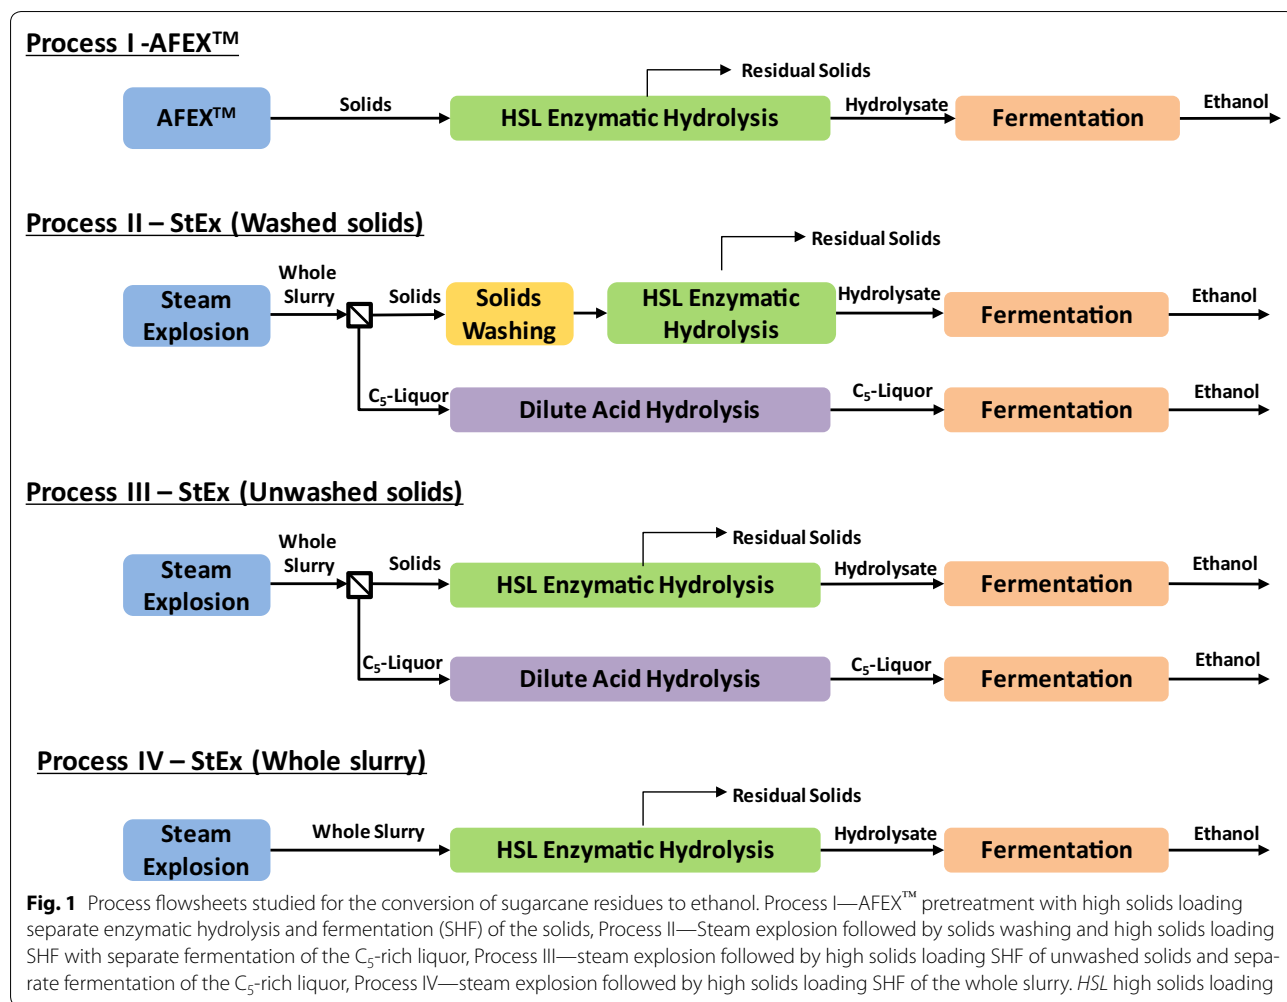 Process I -AFEX™
Residual Solids
AFEX™
Solids
HSL Enzymatic Hydrolysis
Hydrolysate
Fermentation
Ethanol
Process II – StEx (Washed solids)
Residual Solids
Steam
Explosion
Whole
Slurry
Solids
Solids
Washing
HSL Enzymatic
Hydrolysis
Hydrolysate
Fermentation
Ethanol
C₅-Liquor
Dilute Acid Hydrolysis
C₅-Liquor
Fermentation
Ethanol
Process III – StEx (Unwashed solids)
Residual Solids
Steam
Explosion
Whole
Slurry
Solids
HSL Enzymatic Hydrolysis
Hydrolysate
Fermentation
Ethanol
C₅-Liquor
Dilute Acid Hydrolysis
C₅-Liquor
Fermentation
Ethanol
Process IV – StEx (Whole slurry)
Residual Solids
Steam
Explosion
Whole Slurry
HSL Enzymatic Hydrolysis
Hydrolysate
Fermentation
Ethanol
Fig. 1 Process flowsheets studied for the conversion of sugarcane residues to ethanol. Process I—AFEX™ pretreatment with high solids loading
separate enzymatic hydrolysis and fermentation (SHF) of the solids, Process II—Steam explosion followed by solids washing and high solids loading
SHF with separate fermentation of the C₅-rich liquor, Process III—steam explosion followed by high solids loading SHF of unwashed solids and sepa-
rate fermentation of the C₅-rich liquor, Process IV—steam explosion followed by high solids loading SHF of the whole slurry. HSL high solids loading